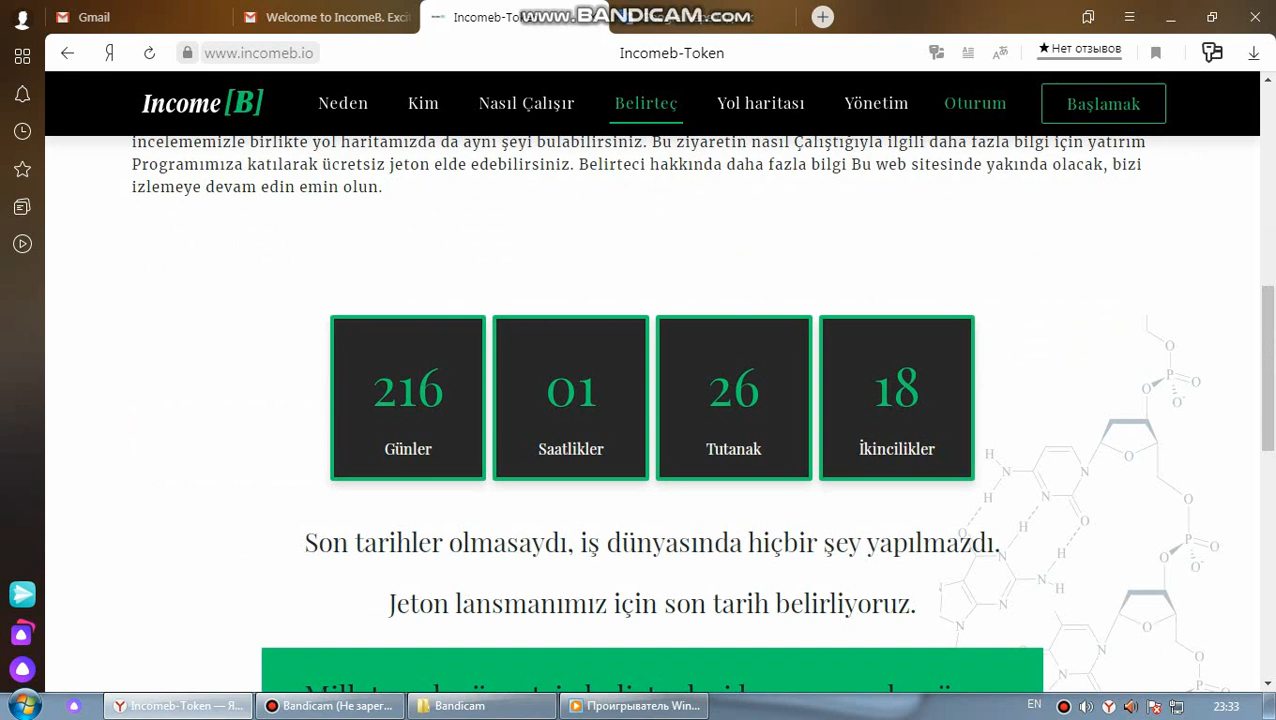 www.BANDICAM.com
Gmail
Welcome to IncomeB. Exci
Incomeb-To
www.incomeb.io
Incomeb-Token
★Нет отзывов
Income[B]
Neden
Kim
Nasıl Çalışır
Belirteç
Yol haritası
Yönetim
Oturum
Başlamak
incelememizle birlikte yol haritamızda da aynı şeyi bulabilirsiniz. Bu ziyaretin nasıl Çalıştığıyla ilgili daha fazla bilgi için yatırım
Programımıza katılarak ücretsiz jeton elde edebilirsiniz. Belirteci hakkında daha fazla bilgi Bu web sitesinde yakında olacak, bizi
izlemeye devam edin emin olun.
216
01
26
18
Günler
Saatlikler
Tutanak
İkincilikler
Son tarihler olmasaydı, iş dünyasında hiçbir şey yapılmazdı.
Jeton lansmanımız için son tarih belirliyoruz.
Incomeb-Token — Я...
Bandicam (Не зарег...
Bandicam
Проигрыватель Win...
EN
23:33